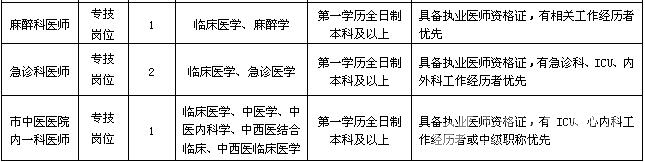 麻醉科医师 专技岗位 1 临床医学、麻醉学 第一学历全日制本科及以上 具备执业医师资格证，有相关工作经历者优先
急诊科医师 专技岗位 2 临床医学、急诊医学 第一学历全日制本科及以上 具备执业医师资格证，有急诊科、ICU、内外科工作经历者优先
市中医医院内一科医师 专技岗位 1 临床医学、中医学、中医内科学、中西医结合临床、中西医临床医学 第一学历全日制本科及以上 具备执业医师资格证，有 ICU、心内科工作经历者或中级职称优先